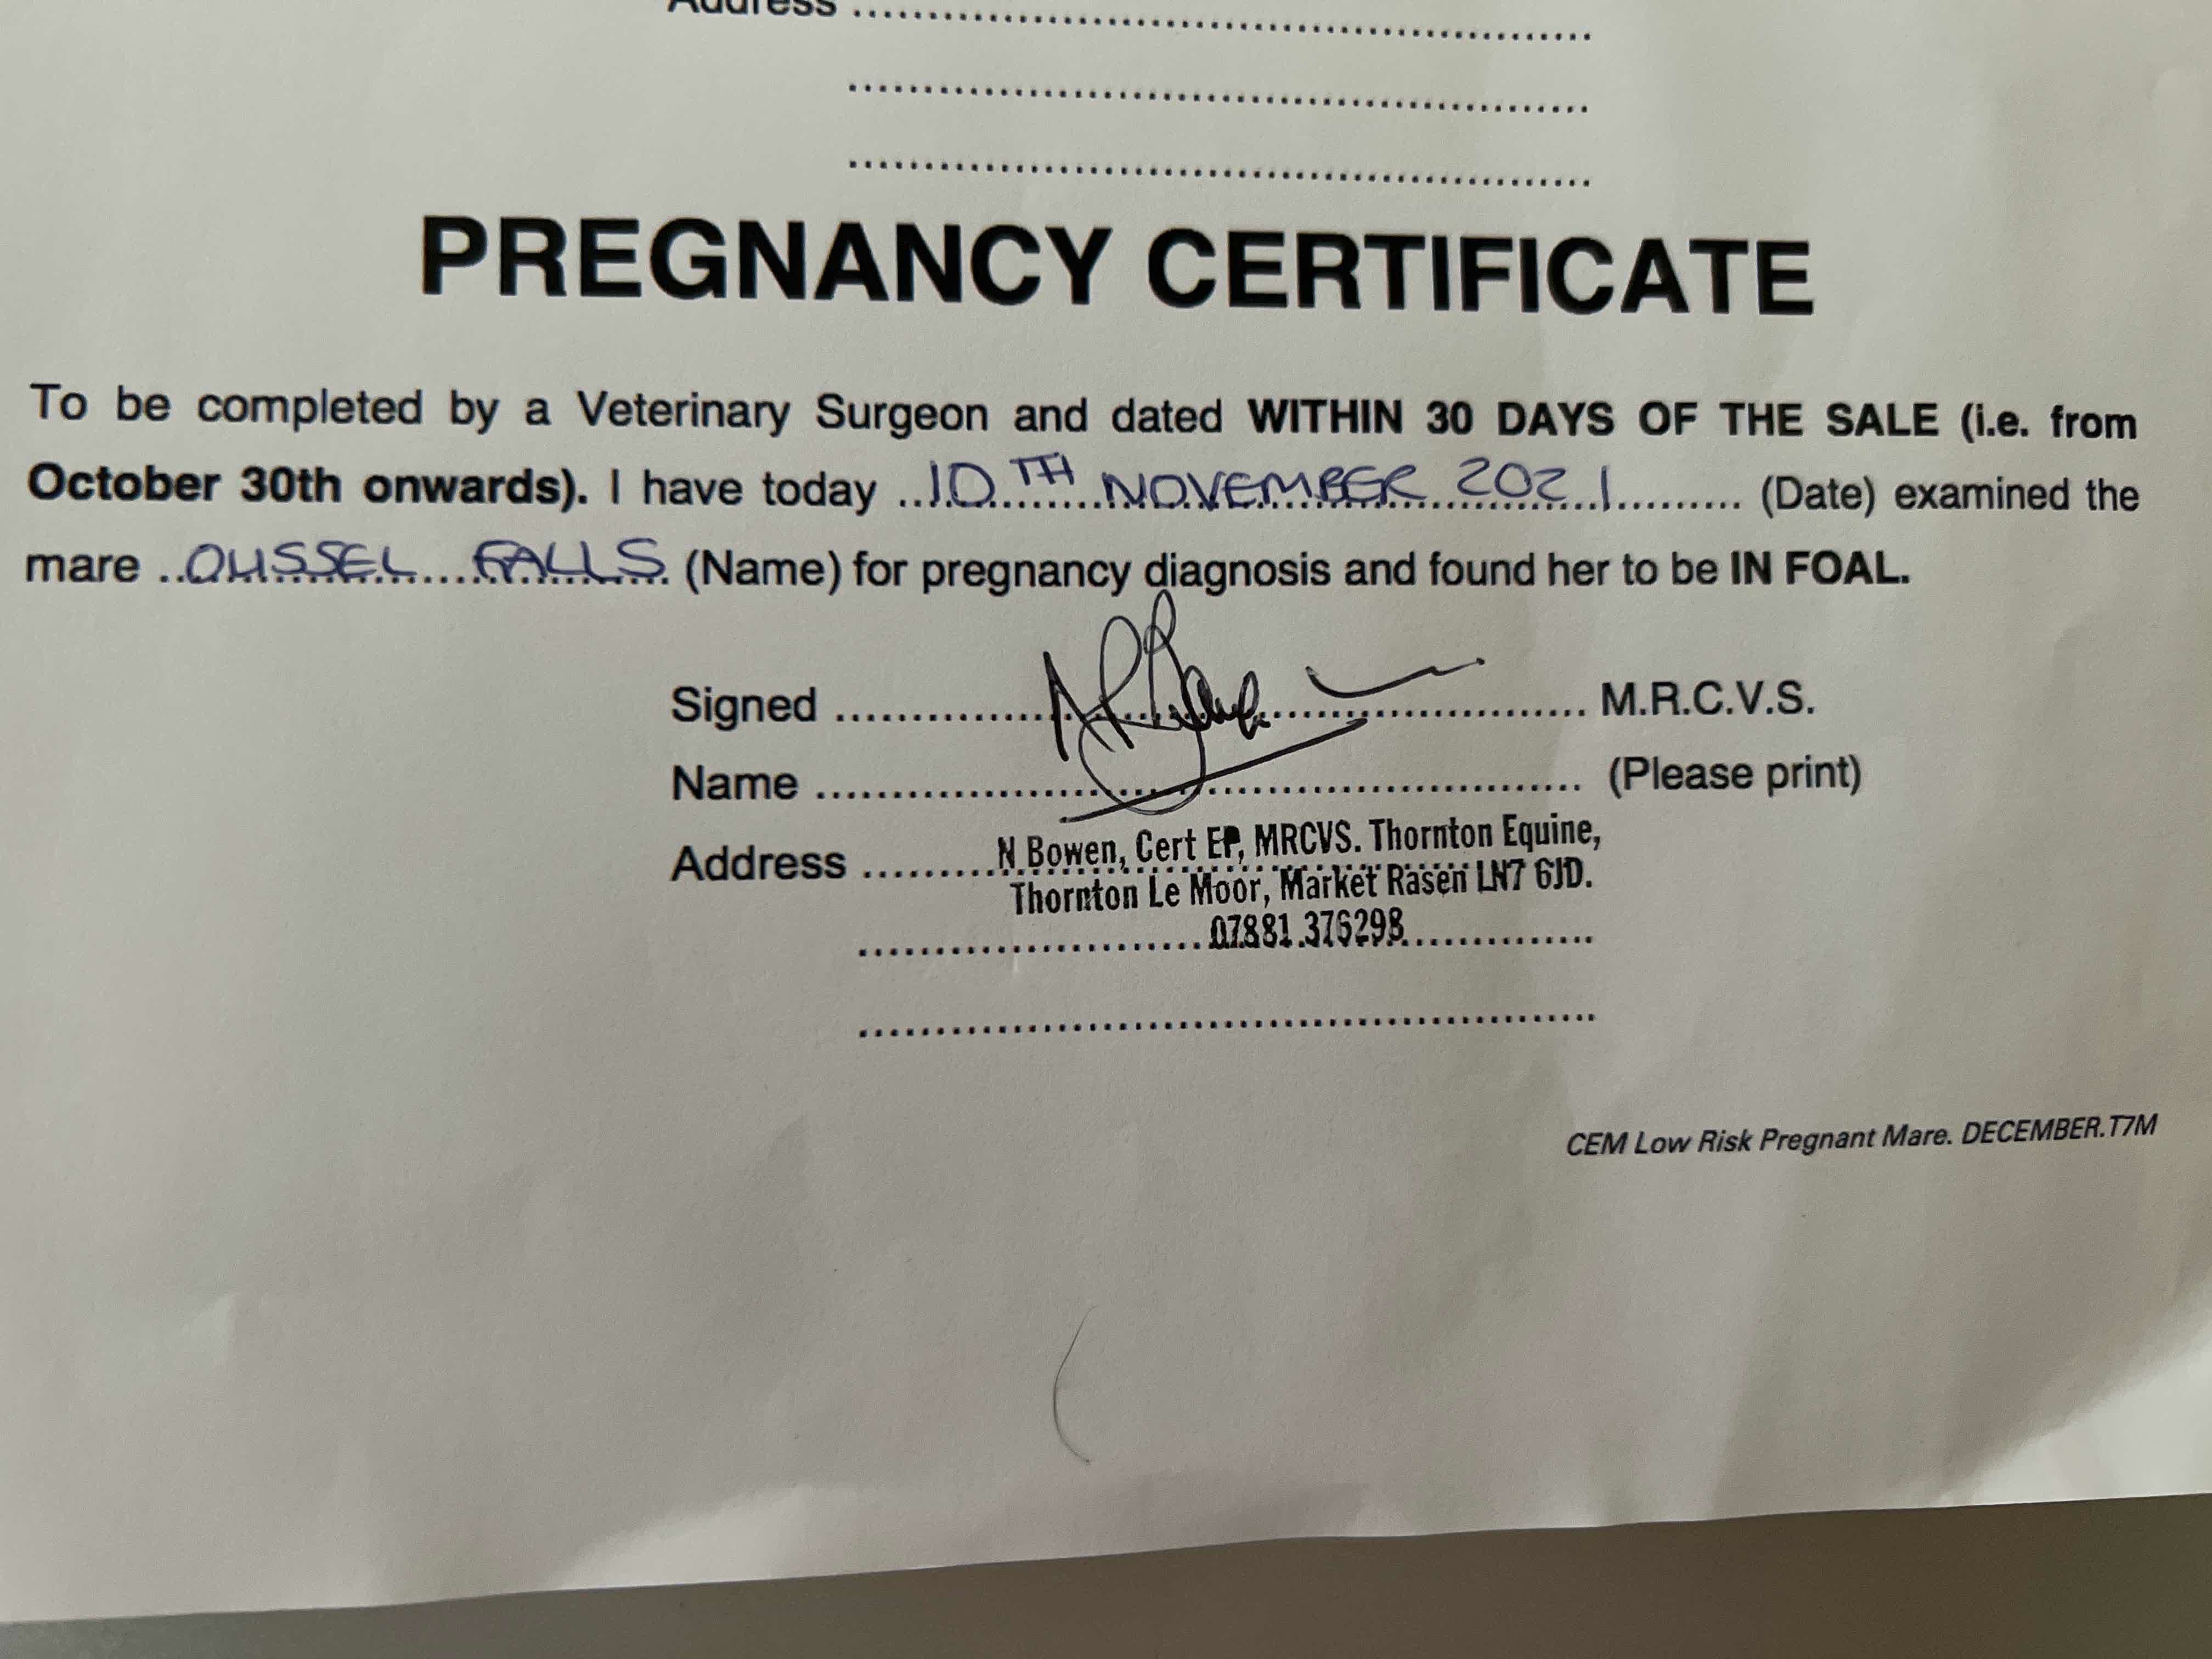 Address ..........
PREGNANCY CERTIFICATE
To be completed by a Veterinary Surgeon and dated WITHIN 30 DAYS OF THE SALE (i.e. from
October 30th onwards). I have today ..10TH NOVEMBER 2021.......... (Date) examined the
mare ..OUSSEL FALLS. (Name) for pregnancy diagnosis and found her to be IN FOAL.
Signed .......... M.R.C.V.S.
Name .......... (Please print)
Address .......... N Bowen, Cert EP, MRCVS. Thornton Equine,
Thornton Le Moor, Market Rasen LN7 6JD.
07881 376298
CEM Low Risk Pregnant Mare. DECEMBER.T7M